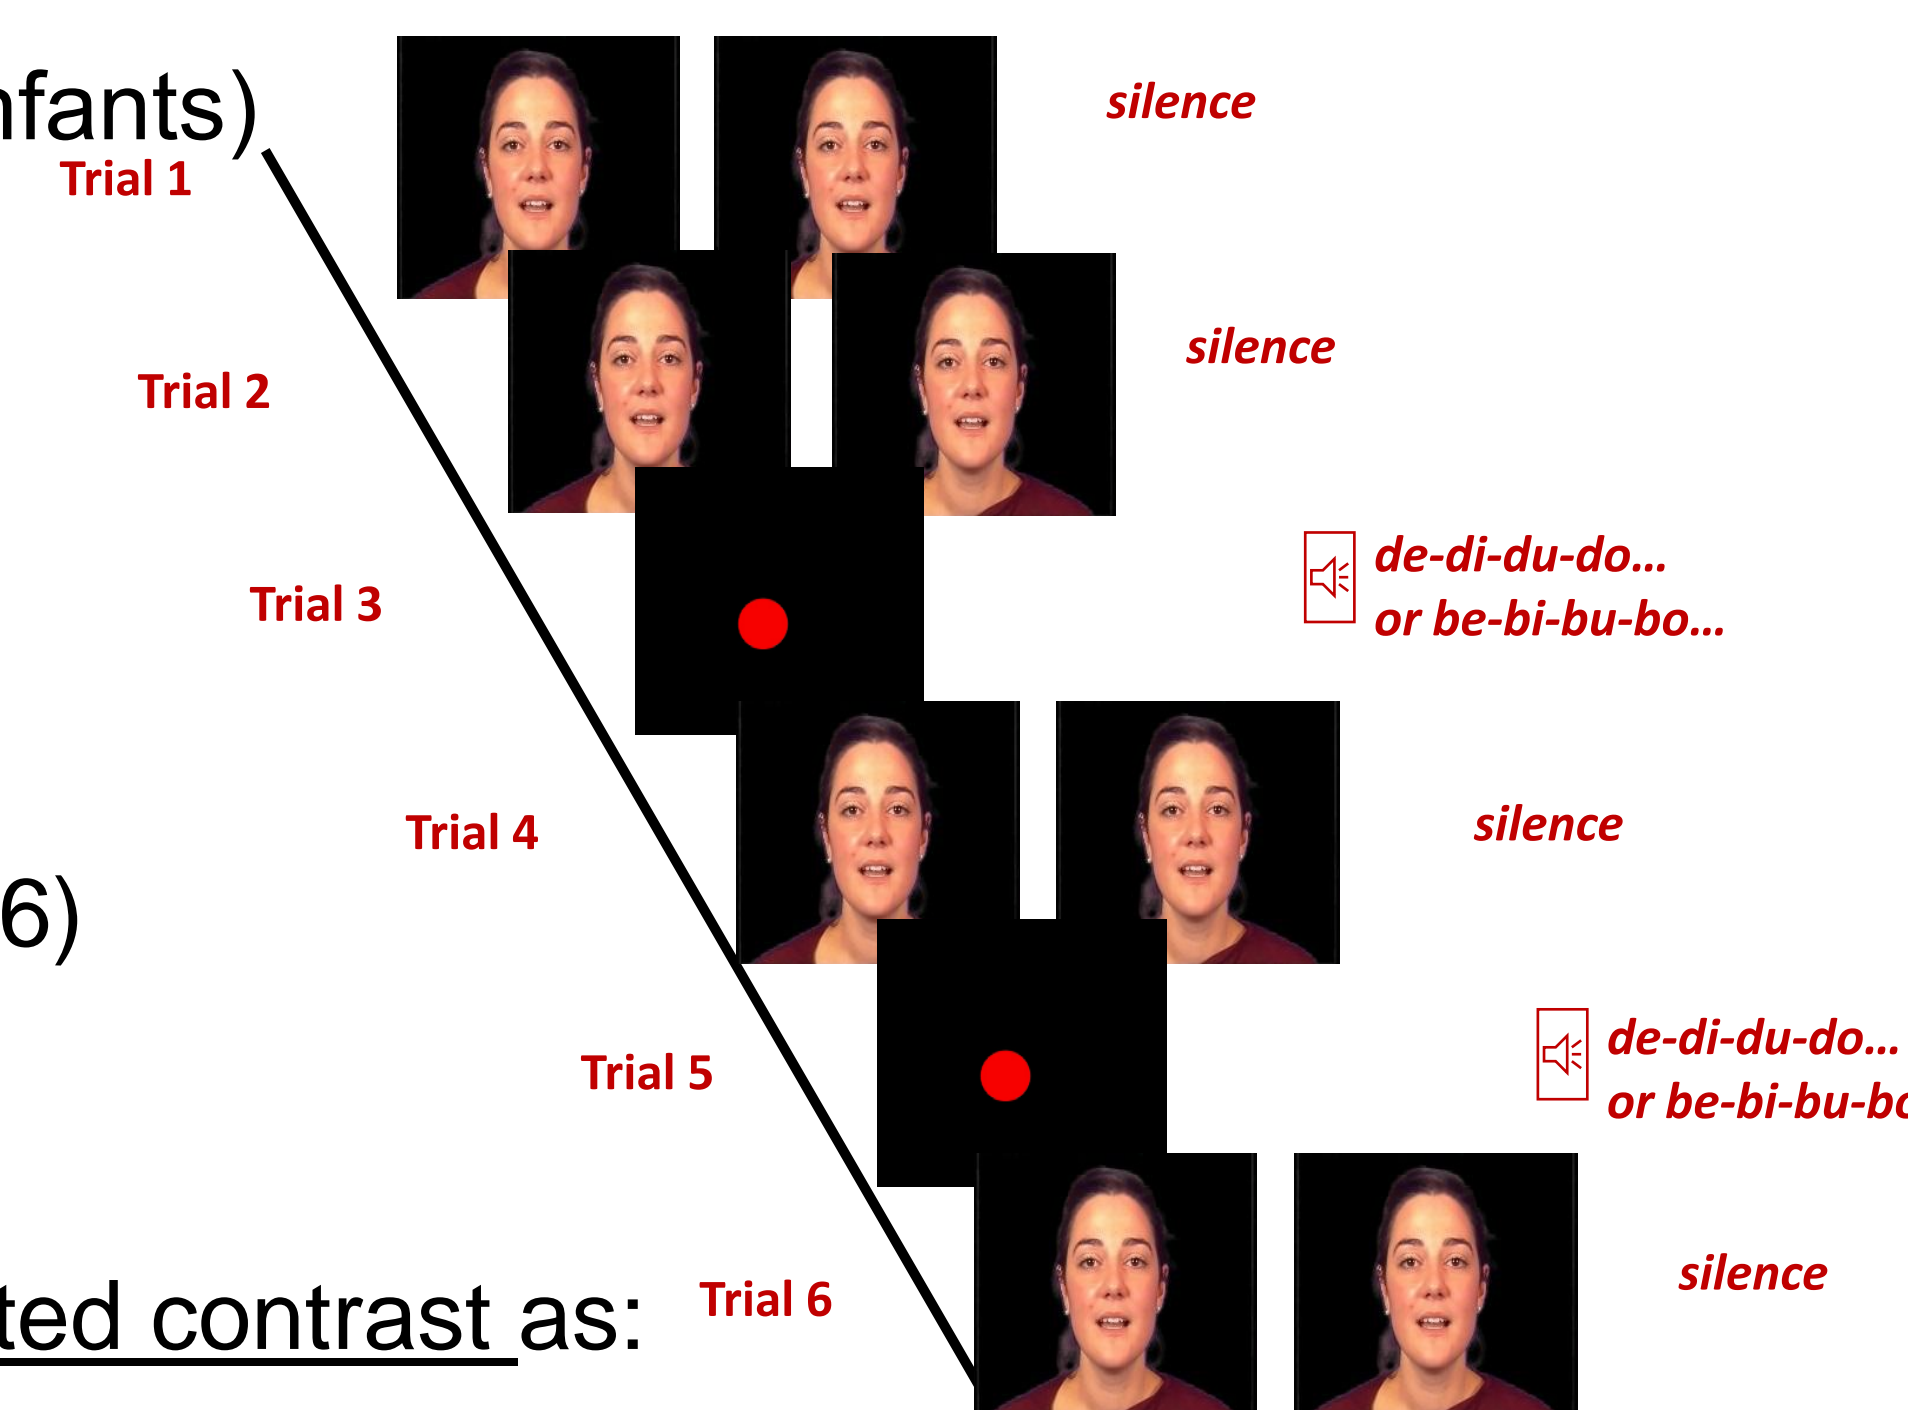 nfants)
silence
Trial 1
silence
Trial 2
de-di-du-do...
or be-bi-bu-bo...
Trial 3
silence
Trial 4
6)
de-di-du-do...
or be-bi-bu-bo
Trial 5
silence
Trial 6
ted contrast as: